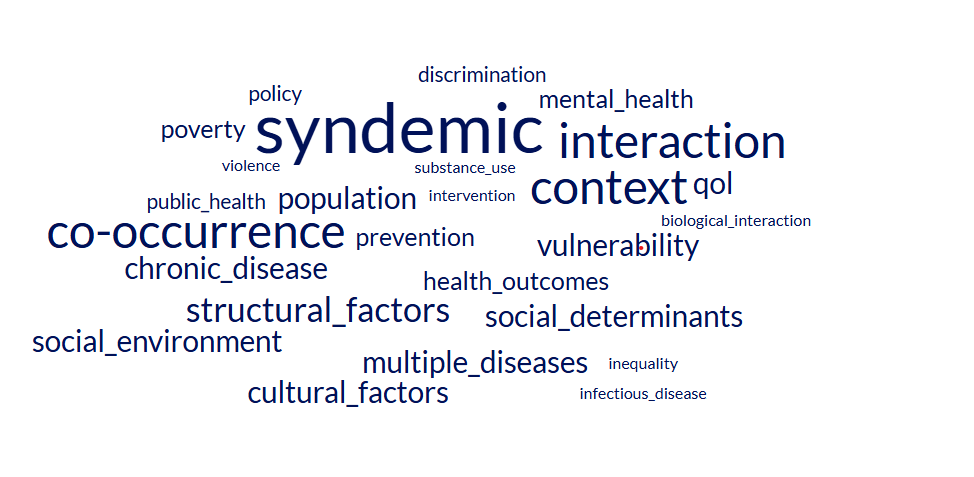 discrimination
policy
mental_health
poverty
syndemic
interaction
violence
substance_use
context
qol
public_health
population
intervention
biological_interaction
co-occurrence
prevention
vulnerability
chronic_disease
health_outcomes
structural_factors
social_determinants
social_environment
multiple_diseases
inequality
cultural_factors
infectious_disease